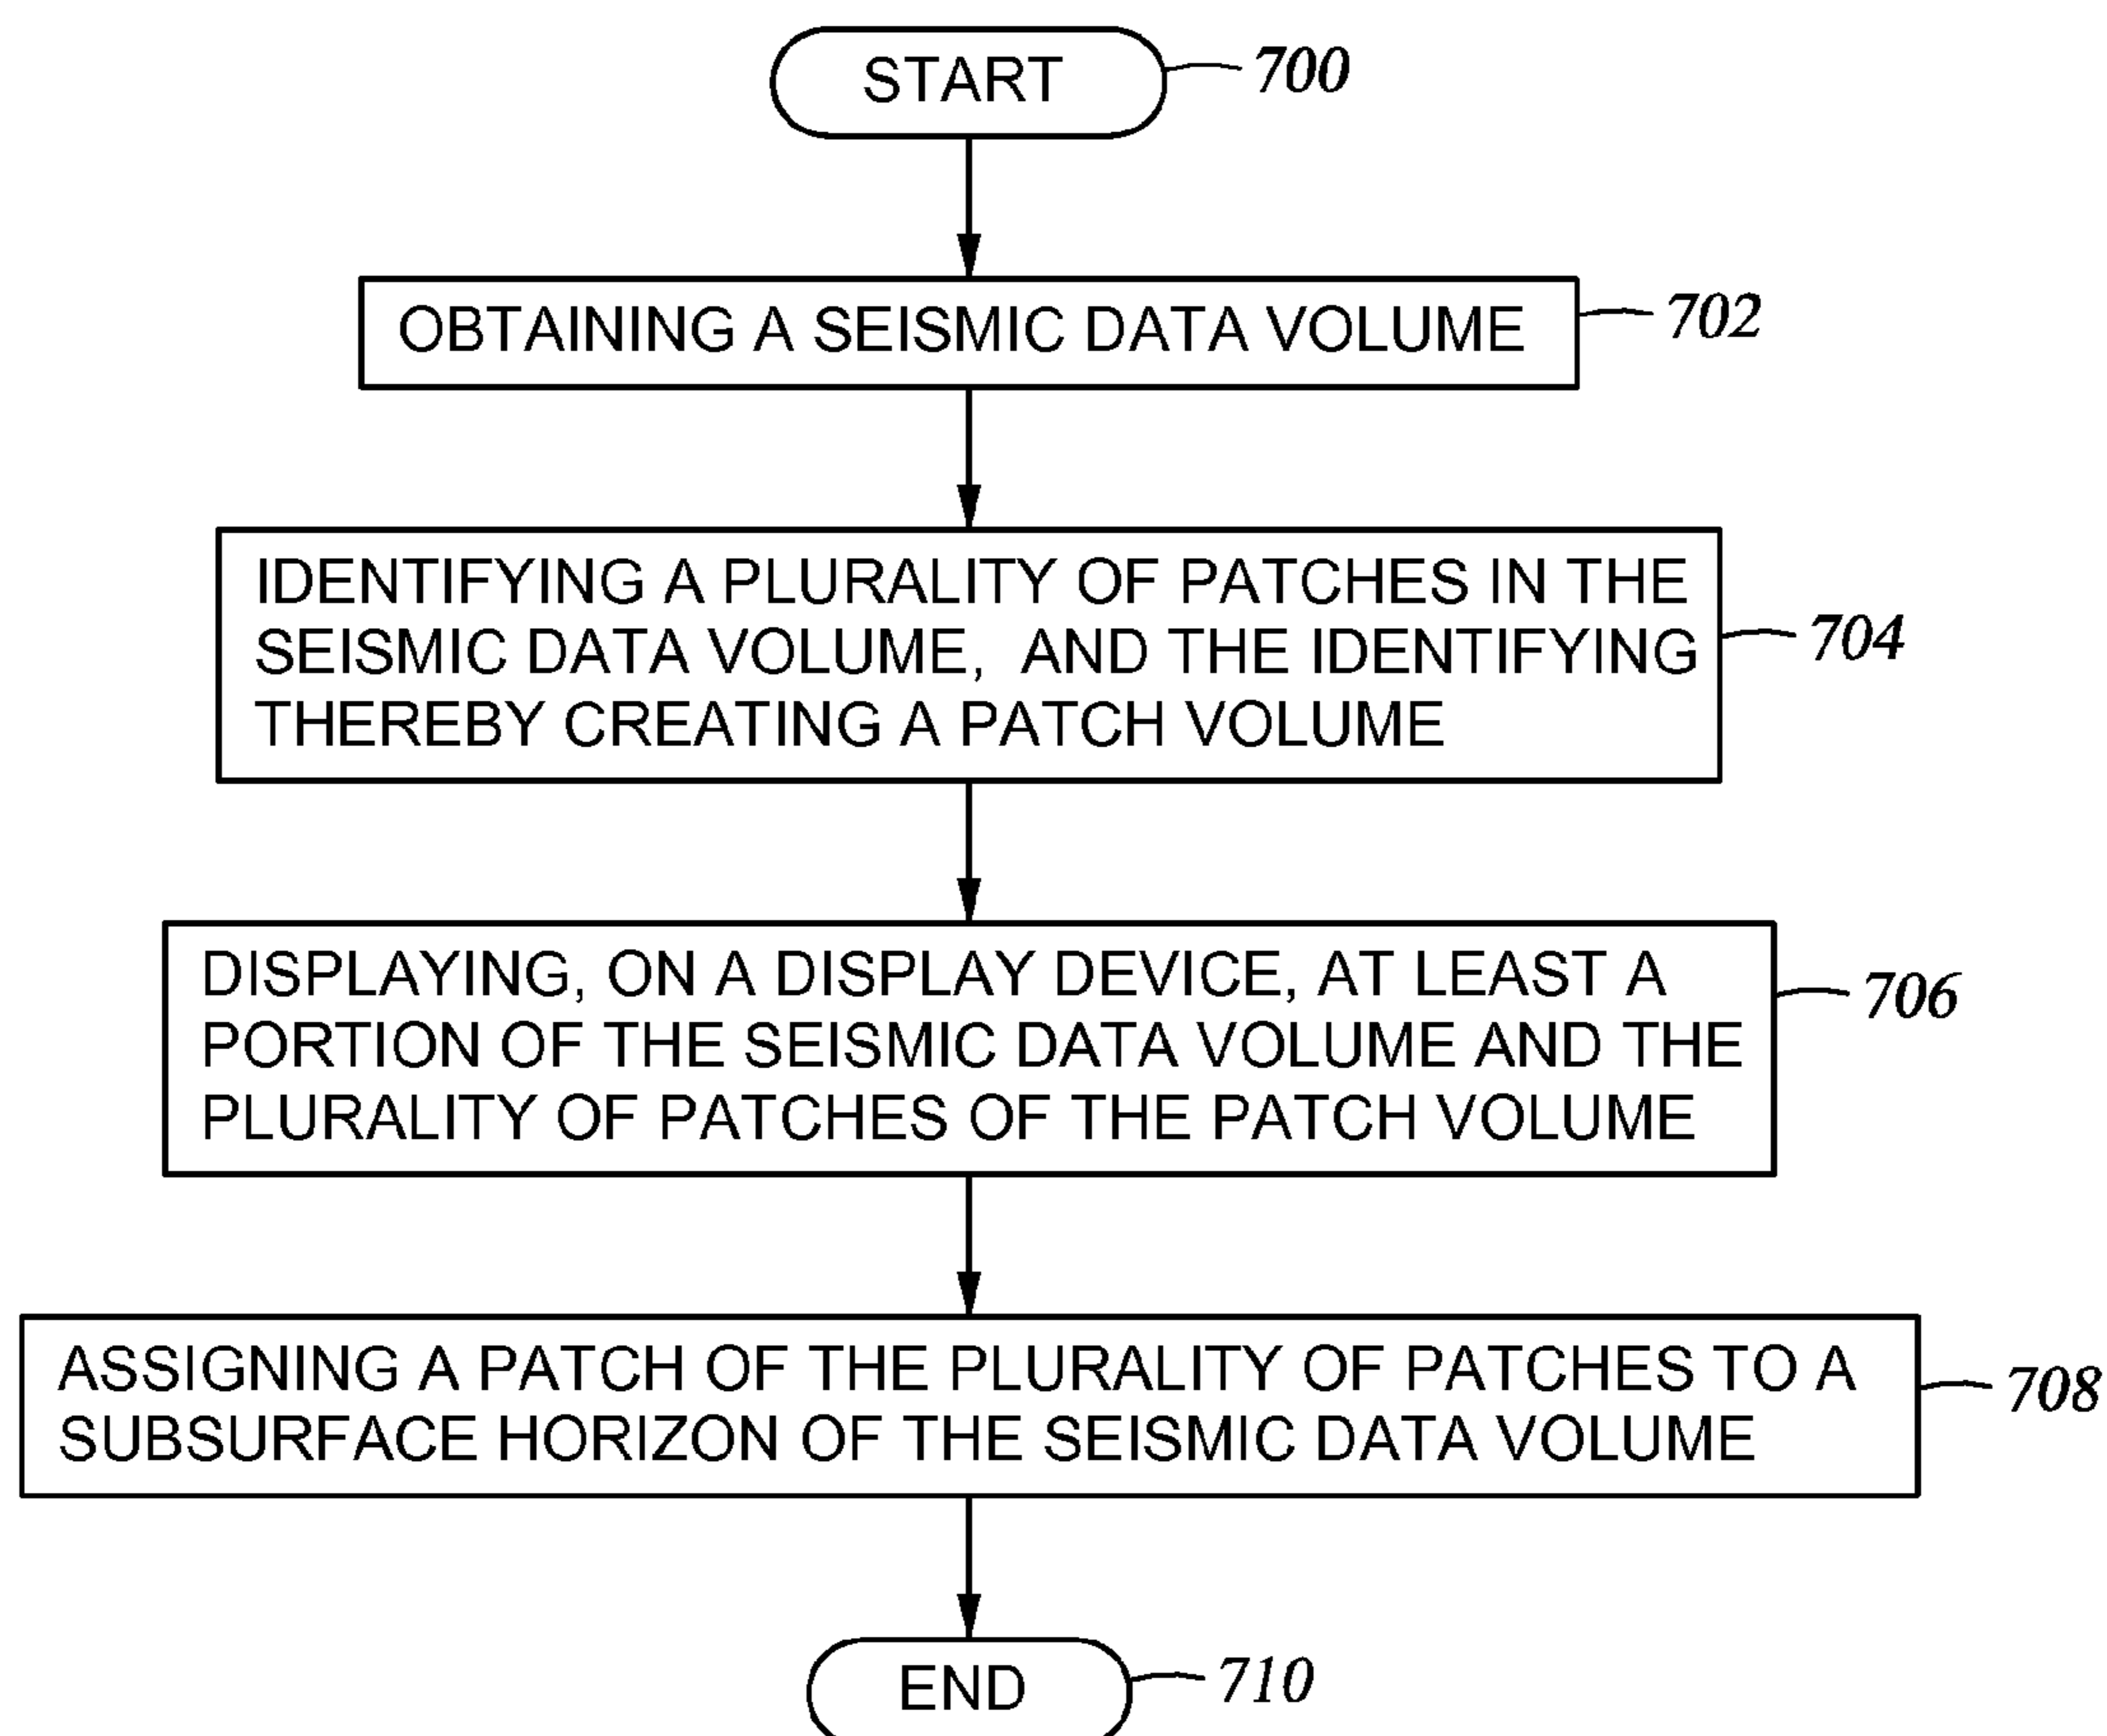 START
700
OBTAINING A SEISMIC DATA VOLUME
702
IDENTIFYING A PLURALITY OF PATCHES IN THE
SEISMIC DATA VOLUME, AND THE IDENTIFYING
THEREBY CREATING A PATCH VOLUME
704
DISPLAYING, ON A DISPLAY DEVICE, AT LEAST A
PORTION OF THE SEISMIC DATA VOLUME AND THE
PLURALITY OF PATCHES OF THE PATCH VOLUME
706
ASSIGNING A PATCH OF THE PLURALITY OF PATCHES TO A
SUBSURFACE HORIZON OF THE SEISMIC DATA VOLUME
708
END
710